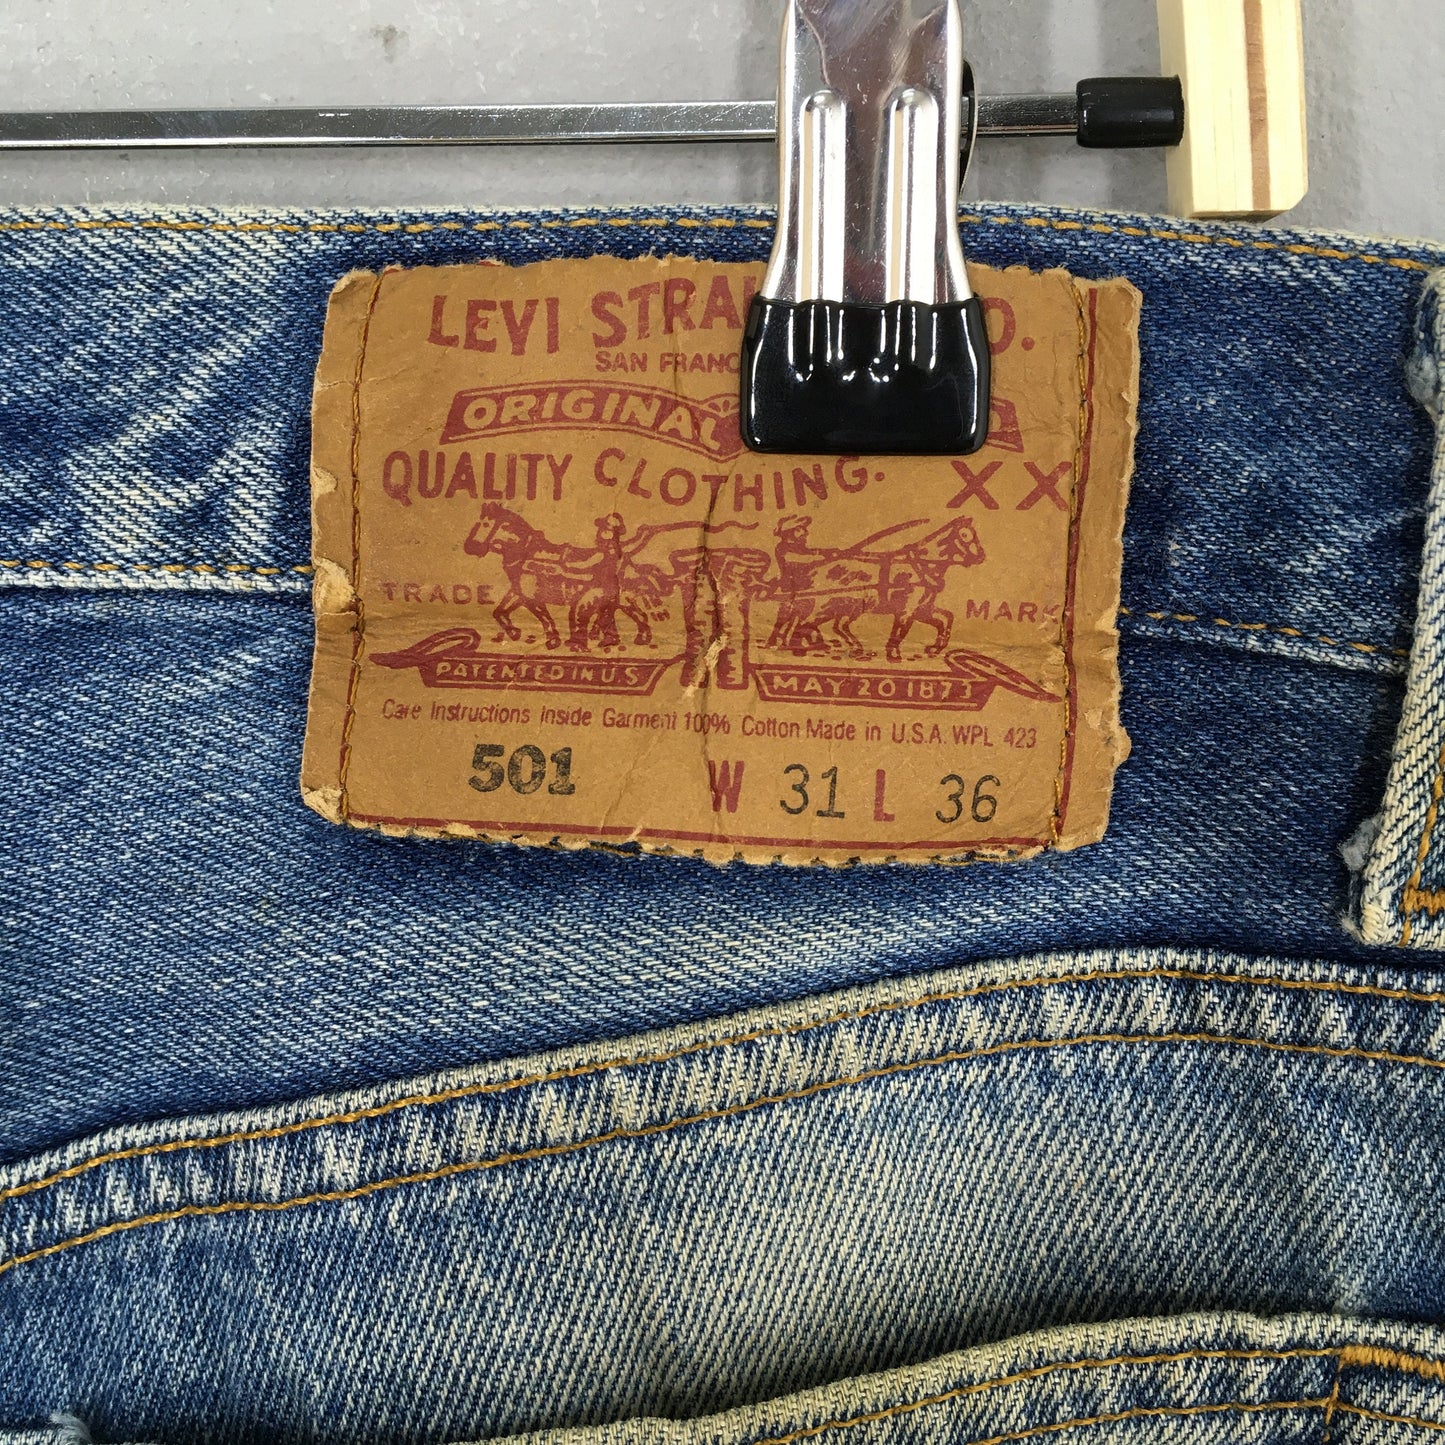 LEVI STRA O.
SAN FRANC
ORIGINAL
QUALITY CLOTHING. XX
TRADE MARK
PATENTED IN U.S MAY 20 1873
Care Instructions Inside Garment 100% Cotton Made in U.S.A. WPL 423
501 W 31 L 36